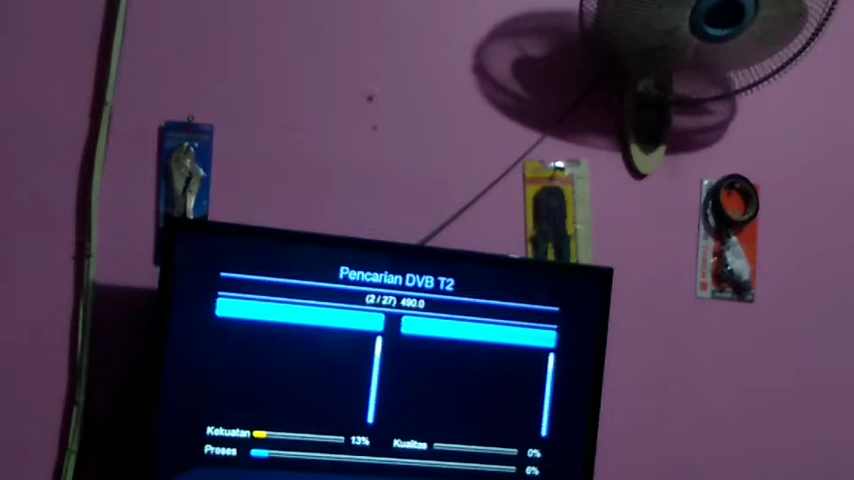 Pencarian DVB T2
(2 / 27) 490.0
Kekuatan 13% Kualitas 0%
Proses 6%